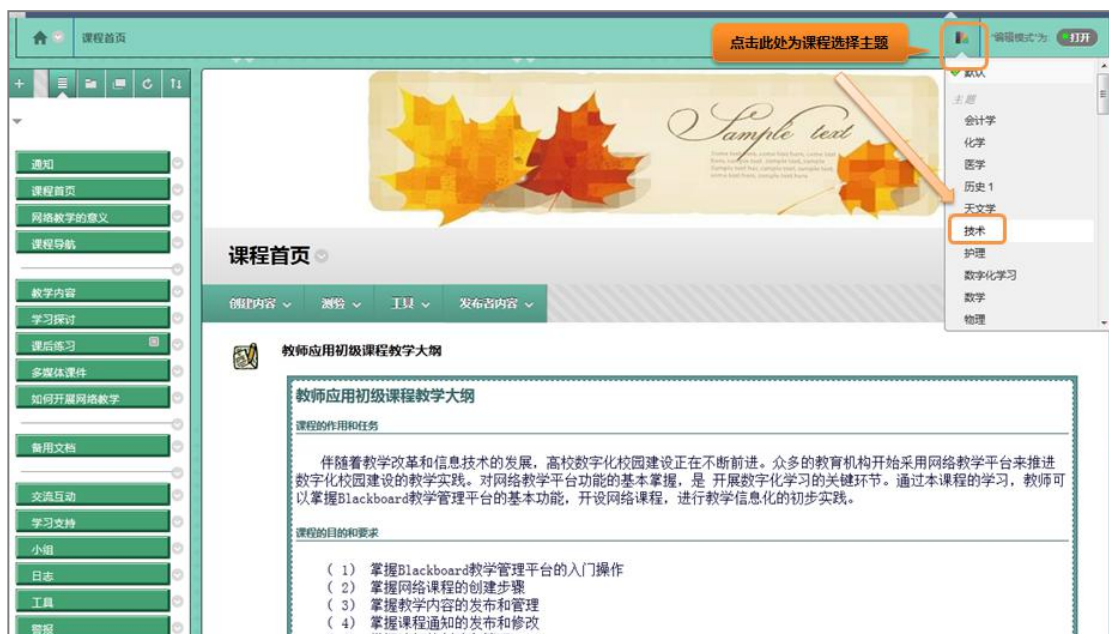 课程首页
点击此处为课程选择主题
"编辑模式"为
打开
默认
主题
会计学
化学
医学
历史 1
天文学
技术
护理
数字化学习
数学
物理
通知
课程首页
网络教学的意义
课程导航
教学内容
学习探讨
课后练习
多媒体课件
如何开展网络教学
备用文档
交流互动
学习支持
小组
日志
工具
警报
Sample text
课程首页
创建内容
测验
工具
发布者内容
教师应用初级课程教学大纲
教师应用初级课程教学大纲
课程的作用和任务
伴随着教学改革和信息技术的发展，高校数字化校园建设正在不断前进。众多的教育机构开始采用网络教学平台来推进
数字化校园建设的教学实践。对网络教学平台功能的基本掌握，是 开展数字化学习的关键环节。通过本课程的学习，教师可
以掌握Blackboard教学管理平台的基本功能，开设网络课程，进行教学信息化的初步实践。
课程的目的和要求
（ 1） 掌握Blackboard教学管理平台的入门操作
（ 2） 掌握网络课程的创建步骤
（ 3） 掌握教学内容的发布和管理
（ 4） 掌握课程通知的发布和修改